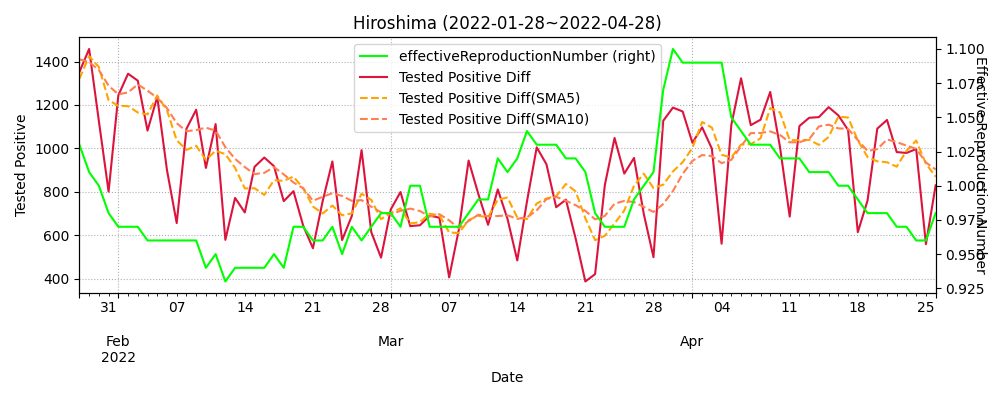 Hiroshima (2022-01-28~2022-04-28)
effectiveReproductionNumber (right)
Tested Positive Diff
Tested Positive Diff(SMA5)
Tested Positive Diff(SMA10)
Tested Positive
1400
1200
1000
800
600
400
1.100
1.075
1.050
1.025
1.000
0.975
0.950
0.925
Effective Reproduction Number
31 07 14 21 28 07 14 21 28 04 11 18 25
Feb Mar Apr
2022
Date